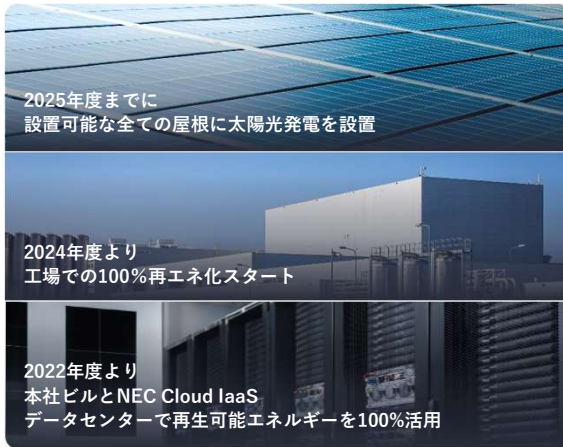 2025年度までに
設置可能な全ての屋根に太陽光発電を設置
2024年度より
工場での100%再エネ化スタート
2022年度より
本社ビルとNEC Cloud IaaS
データセンターで再生可能エネルギーを100%活用